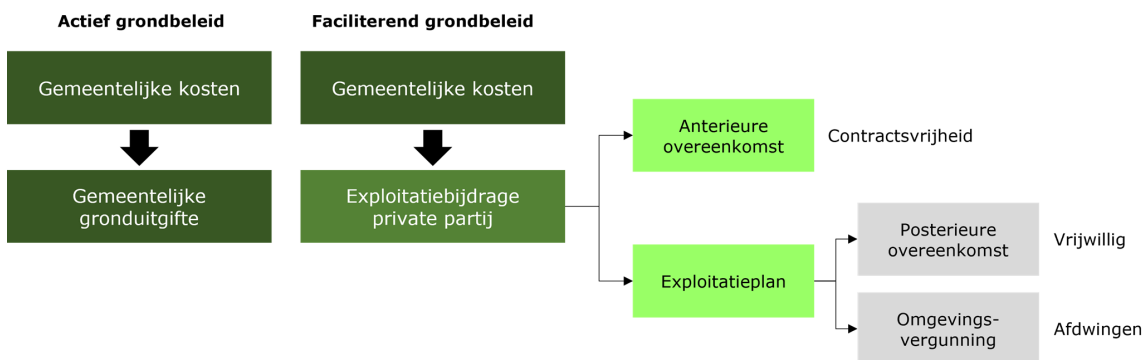 Actief grondbeleid
Faciliterend grondbeleid
Gemeentelijke kosten
Gemeentelijke kosten
Gemeentelijke
gronduitgifte
Exploitatiebijdrage
private partij
Anterieure
overeenkomst
Contractsvrijheid
Exploitatieplan
Posterieure
overeenkomst
Vrijwillig
Omgevings-
vergunning
Afdwingen